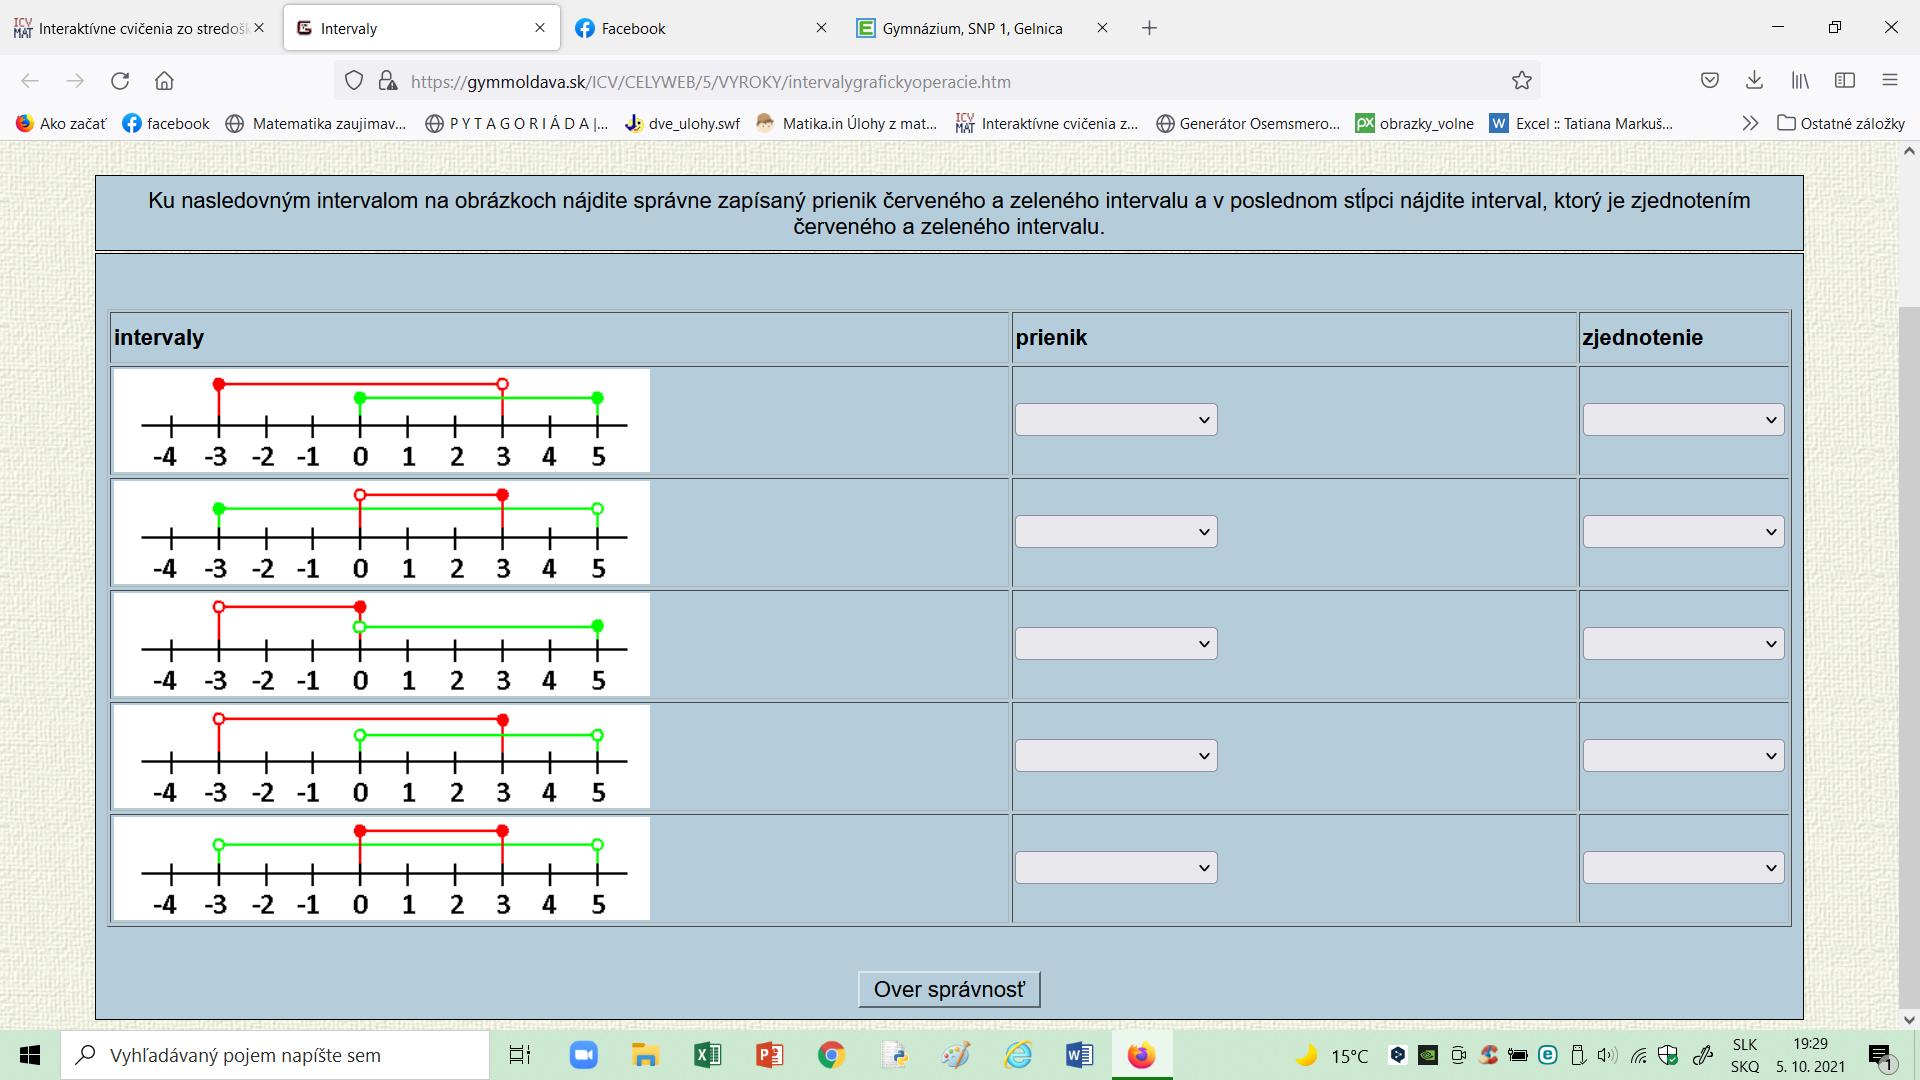 Interaktívne cvičenia zo stredošk
Intervaly
Facebook
Gymnázium, SNP 1, Gelnica
https://gymmoldava.sk/ICV/CELYWEB/5/VYROKY/intervalygrafickyoperacie.htm
Ako začať
facebook
Matematika zaujimav...
P Y T A G O R I Á D A |...
dve_ulohy.swf
Matika.in Úlohy z mat...
ICV MAT
Interaktívne cvičenia z...
Generátor Osemsmero...
px
obrazky_volne
W
Excel :: Tatiana Markuš...
Ostatné záložky
Ku nasledovným intervalom na obrázkoch nájdite správne zapísaný prienik červeného a zeleného intervalu a v poslednom stĺpci nájdite interval, ktorý je zjednotením
červeného a zeleného intervalu.
intervaly prienik zjednotenie
-4 -3 -2 -1 0 1 2 3 4 5
-4 -3 -2 -1 0 1 2 3 4 5
-4 -3 -2 -1 0 1 2 3 4 5
-4 -3 -2 -1 0 1 2 3 4 5
-4 -3 -2 -1 0 1 2 3 4 5
Over správnosť
Vyhľadávaný pojem napíšte sem
15°C
SLK
SKQ
19:29
5. 10. 2021
1